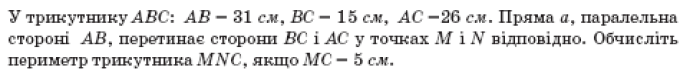 У трикутнику ABC: AB − 31 см, BC − 15 см, AC −26 см. Пряма a, паралельна
стороні AB, перетинає сторони BC і AC у точках M і N відповідно. Обчисліть
периметр трикутника MNC, якщо MC − 5 см.